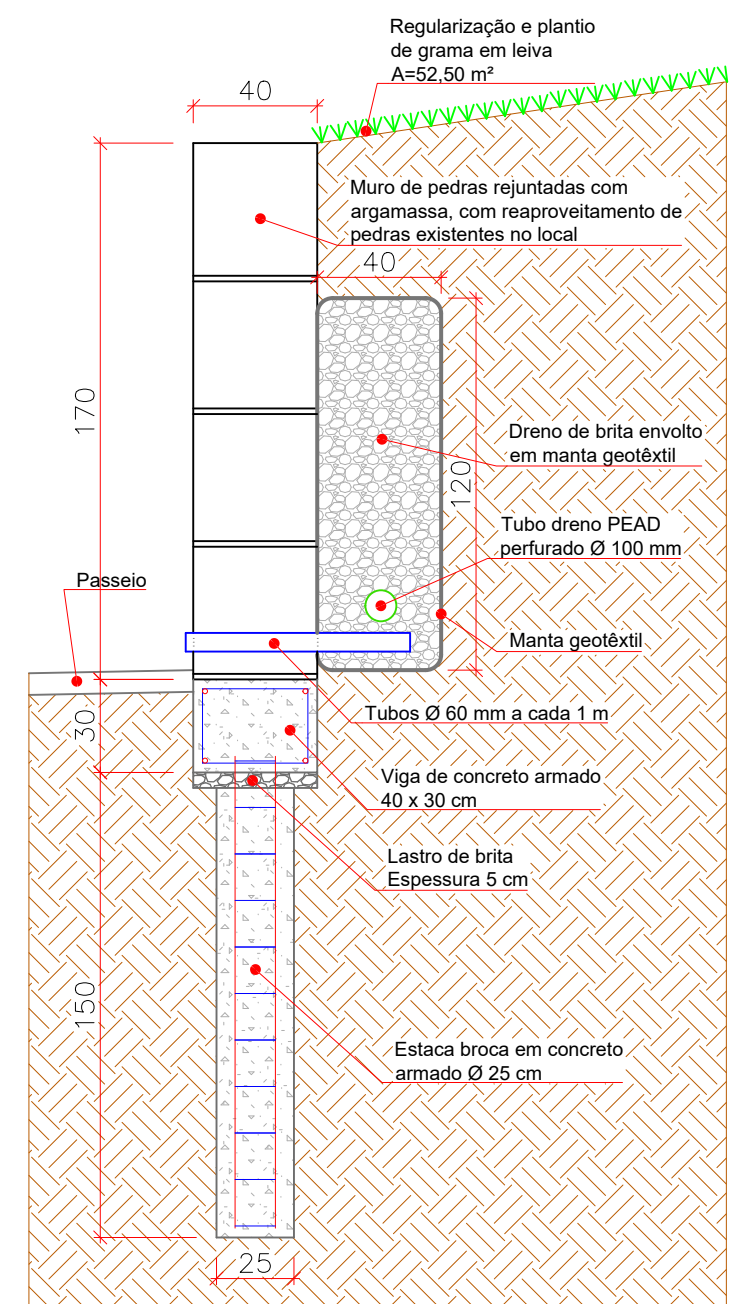 Regularização e plantio
de grama em leiva
A=52,50 m²
40
Muro de pedras rejuntadas com
argamassa, com reaproveitamento de
pedras existentes no local
40
170
Dreno de brita envolto
em manta geotêxtil
120
Tubo dreno PEAD
perfurado Ø 100 mm
Passeio
Manta geotêxtil
Tubos Ø 60 mm a cada 1 m
30
Viga de concreto armado
40 x 30 cm
Lastro de brita
Espessura 5 cm
150
Estaca broca em concreto
armado Ø 25 cm
25